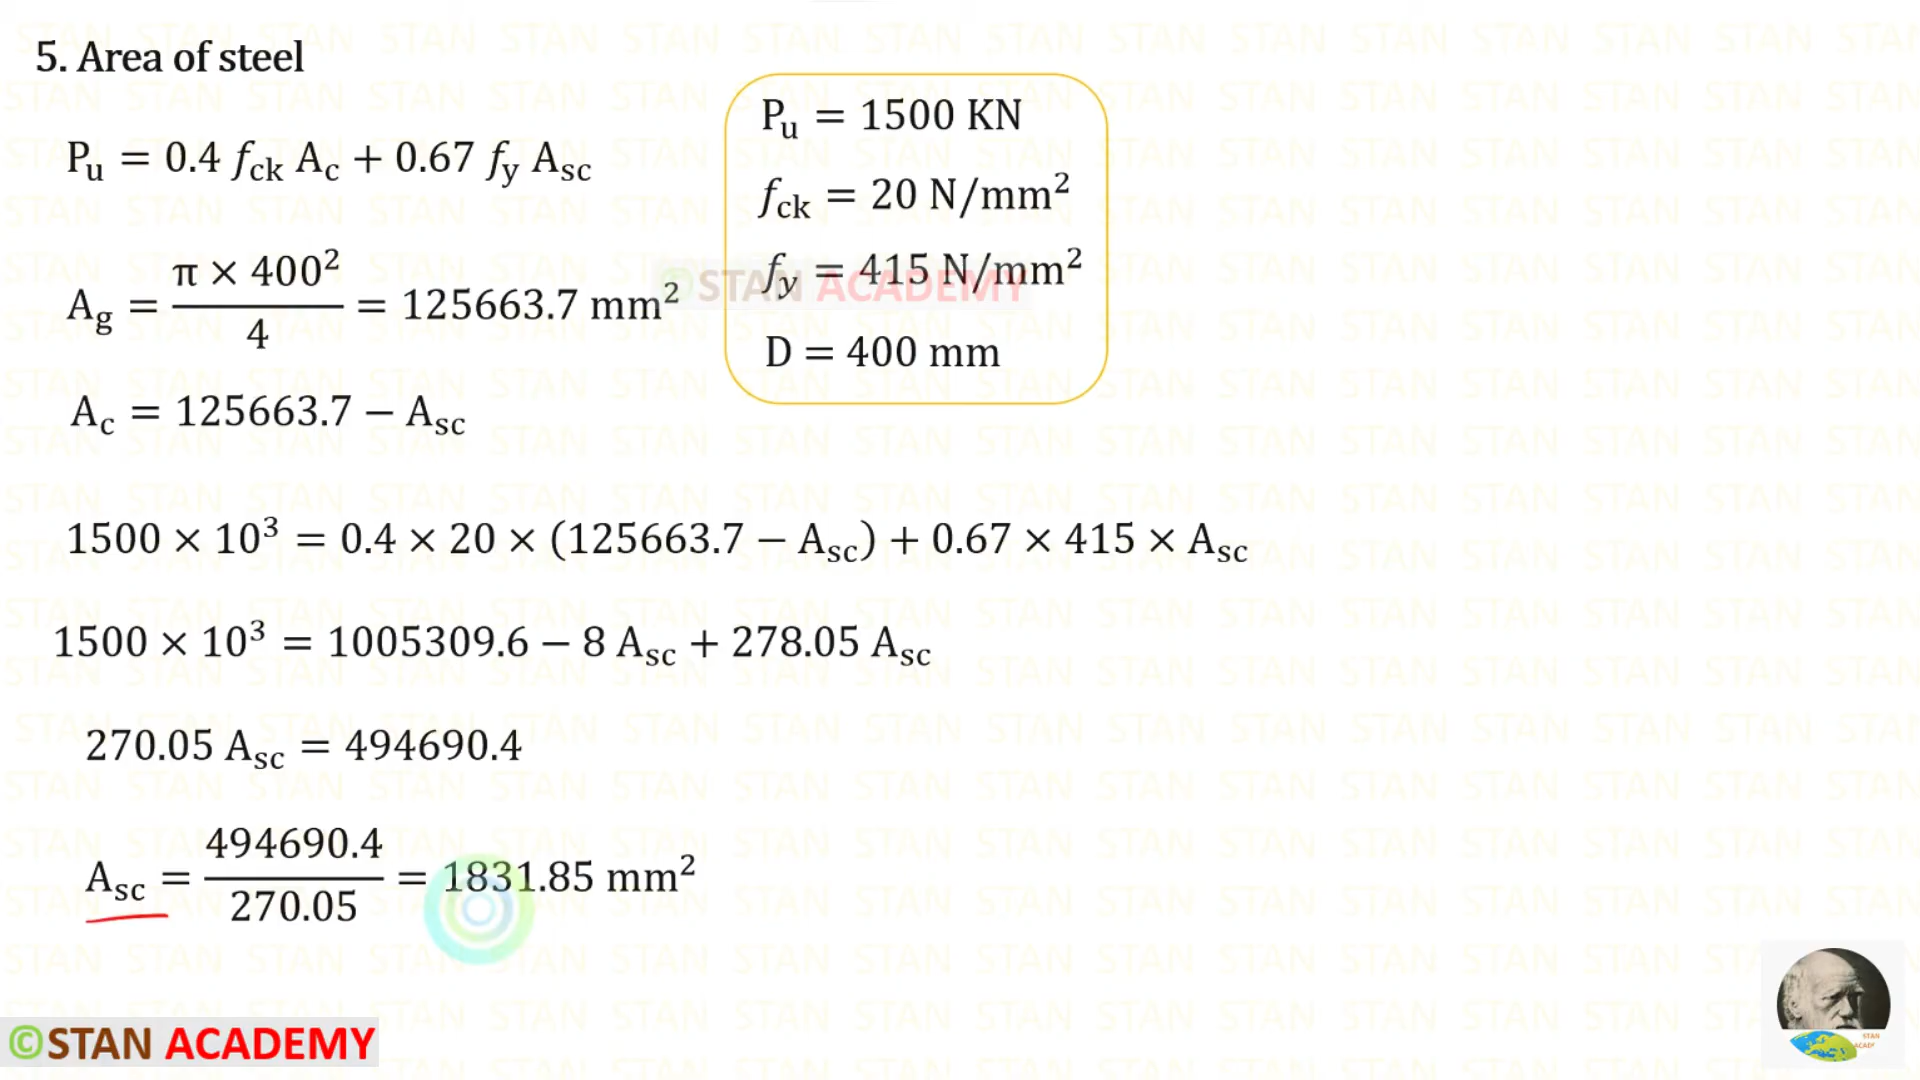 5. Area of steel
Pu = 0.4 fck Ac + 0.67 fy Asc
Ag = π × 400² / 4 = 125663.7 mm²
Ac = 125663.7 − Asc
Pu = 1500 KN
fck = 20 N/mm²
fy = 415 N/mm²
D = 400 mm
©STAN ACADEMY
1500 × 10³ = 0.4 × 20 × (125663.7 − Asc) + 0.67 × 415 × Asc
1500 × 10³ = 1005309.6 − 8 Asc + 278.05 Asc
270.05 Asc = 494690.4
Asc = 494690.4 / 270.05 = 1831.85 mm²
©STAN ACADEMY
STAN